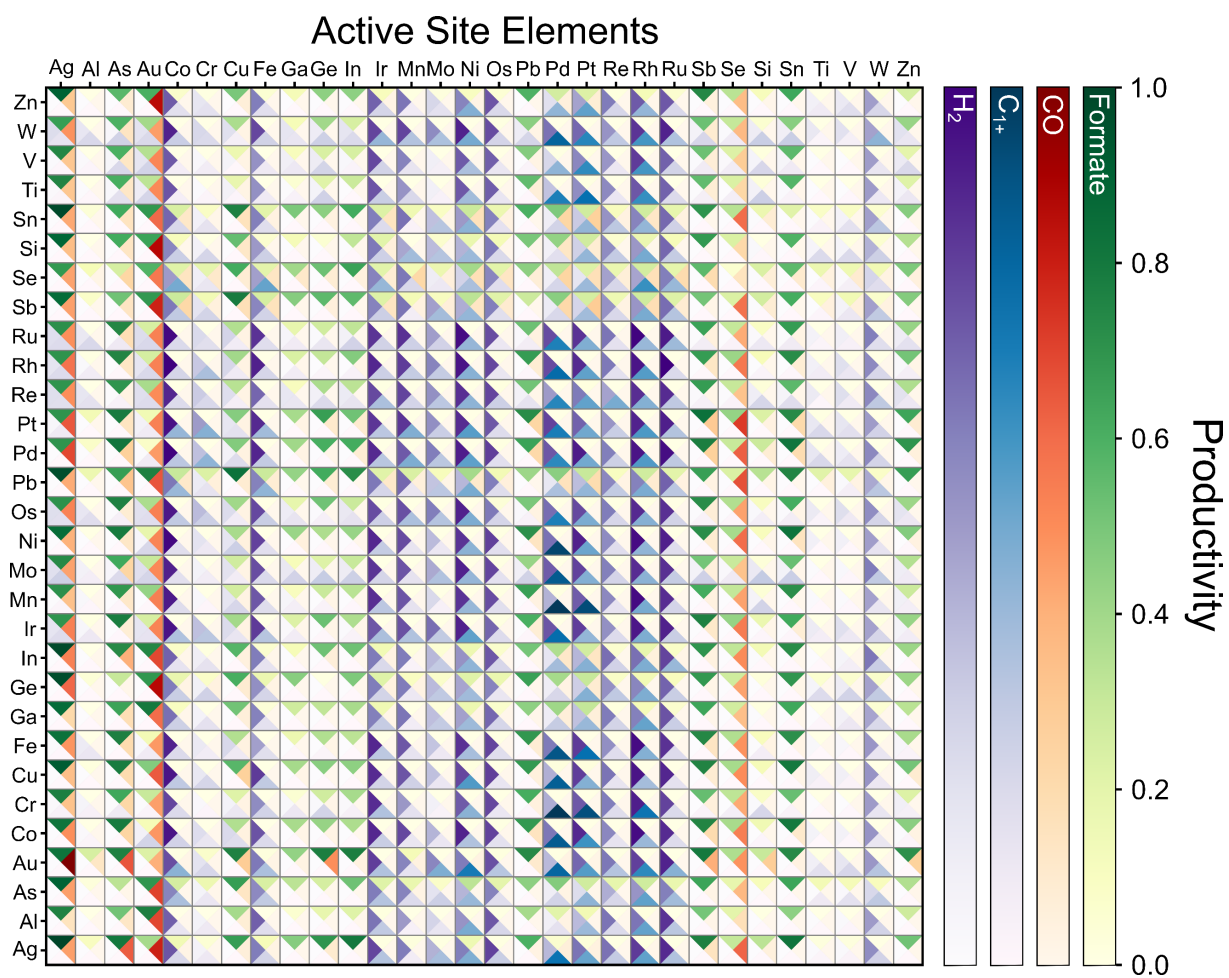 Active Site Elements
Ag Al As Au Co Cr Cu Fe Ga Ge In Ir Mn Mo Ni Os Pb Pd Pt Re Rh Ru Sb Se Si Sn Ti V W Zn
Zn
W
V
Ti
Sn
Si
Se
Sb
Ru
Rh
Re
Pt
Pd
Pb
Os
Ni
Mo
Mn
Ir
In
Ge
Ga
Fe
Cu
Cr
Co
Au
As
Al
Ag
H2
C1+
CO
Formate
1.0
0.8
0.6
0.4
0.2
0.0
Productivity